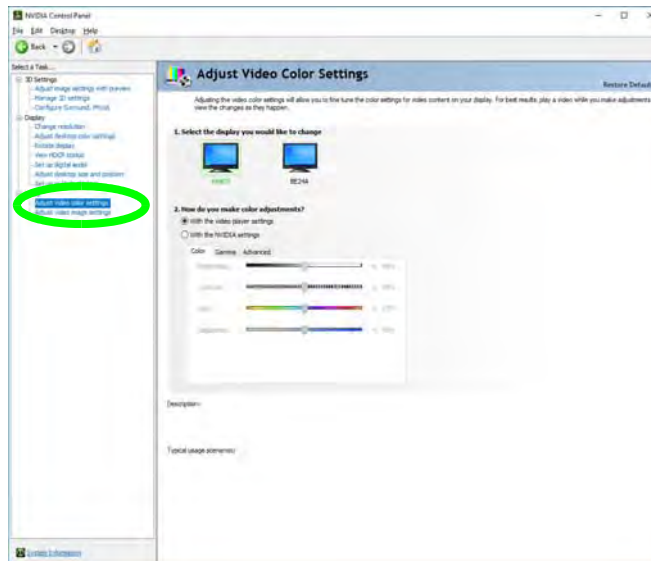 NVIDIA Control Panel
File Edit Desktop Help
Back
Select a Task...
3D Settings
Adjust image settings with preview
Manage 3D settings
Configure Surround, PhysX
Display
Change resolution
Adjust desktop color settings
Rotate display
View HDCP status
Set up digital audio
Adjust desktop size and position
Adjust video color settings
Adjust video image settings
System Information
Adjust Video Color Settings
Restore Default
Adjusting the video color settings will allow you to fine tune the color settings for video content on your display. For best results, play a video while you make adjustments
view the changes as they happen.
1. Select the display you would like to change
BE24A
2. How do you make color adjustments?
With the video player settings
With the NVIDIA settings
Color Gamma Advanced
Description:
Typical usage scenarios: